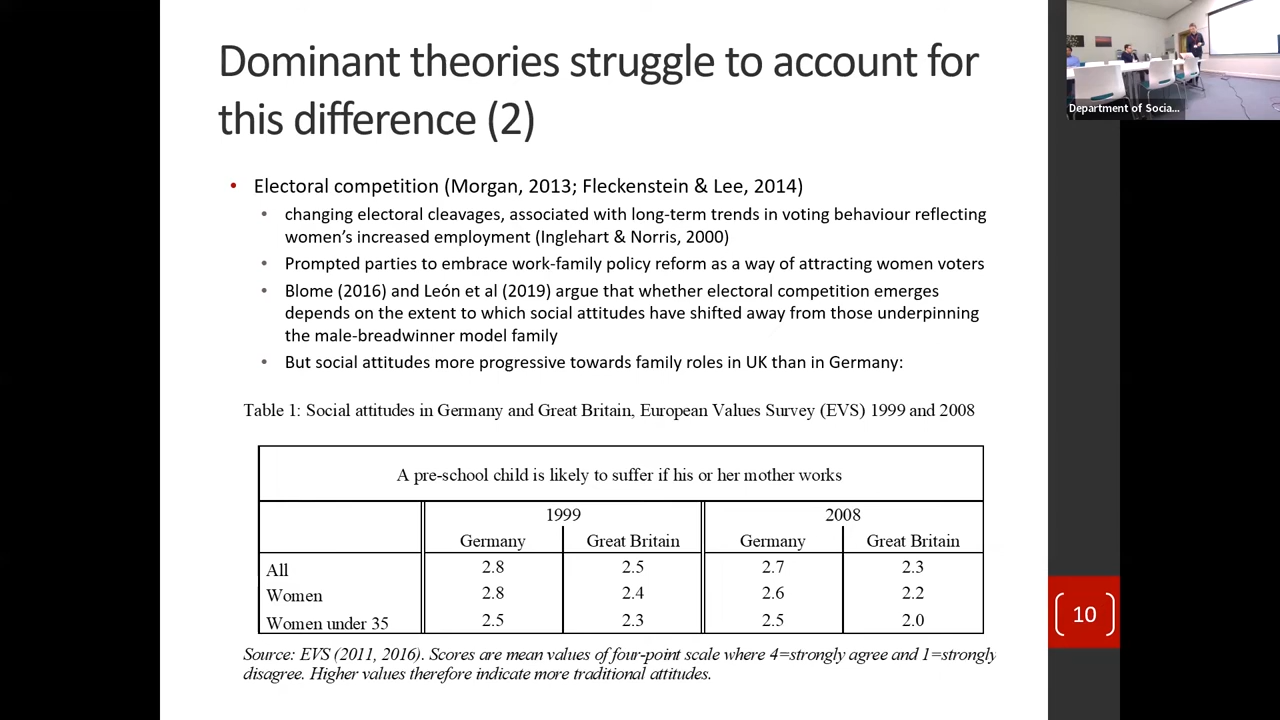 Dominant theories struggle to account for
this difference (2)
• Electoral competition (Morgan, 2013; Fleckenstein & Lee, 2014)
• changing electoral cleavages, associated with long-term trends in voting behaviour reflecting
women's increased employment (Inglehart & Norris, 2000)
• Prompted parties to embrace work-family policy reform as a way of attracting women voters
• Blome (2016) and León et al (2019) argue that whether electoral competition emerges
depends on the extent to which social attitudes have shifted away from those underpinning
the male-breadwinner model family
• But social attitudes more progressive towards family roles in UK than in Germany:
Table 1: Social attitudes in Germany and Great Britain, European Values Survey (EVS) 1999 and 2008
A pre-school child is likely to suffer if his or her mother works
1999 2008
Germany Great Britain Germany Great Britain
All 2.8 2.5 2.7 2.3
Women 2.8 2.4 2.6 2.2
Women under 35 2.5 2.3 2.5 2.0
Source: EVS (2011, 2016). Scores are mean values of four-point scale where 4=strongly agree and 1=strongly
disagree. Higher values therefore indicate more traditional attitudes.
10
Department of Socia...